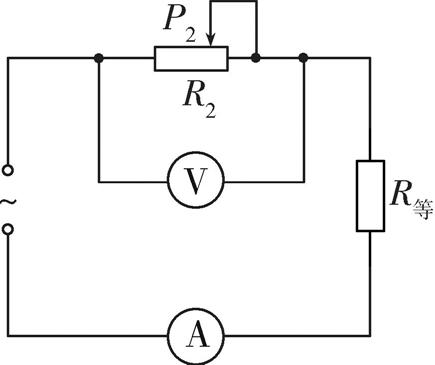 P₂
R₂
V
R等
~
A